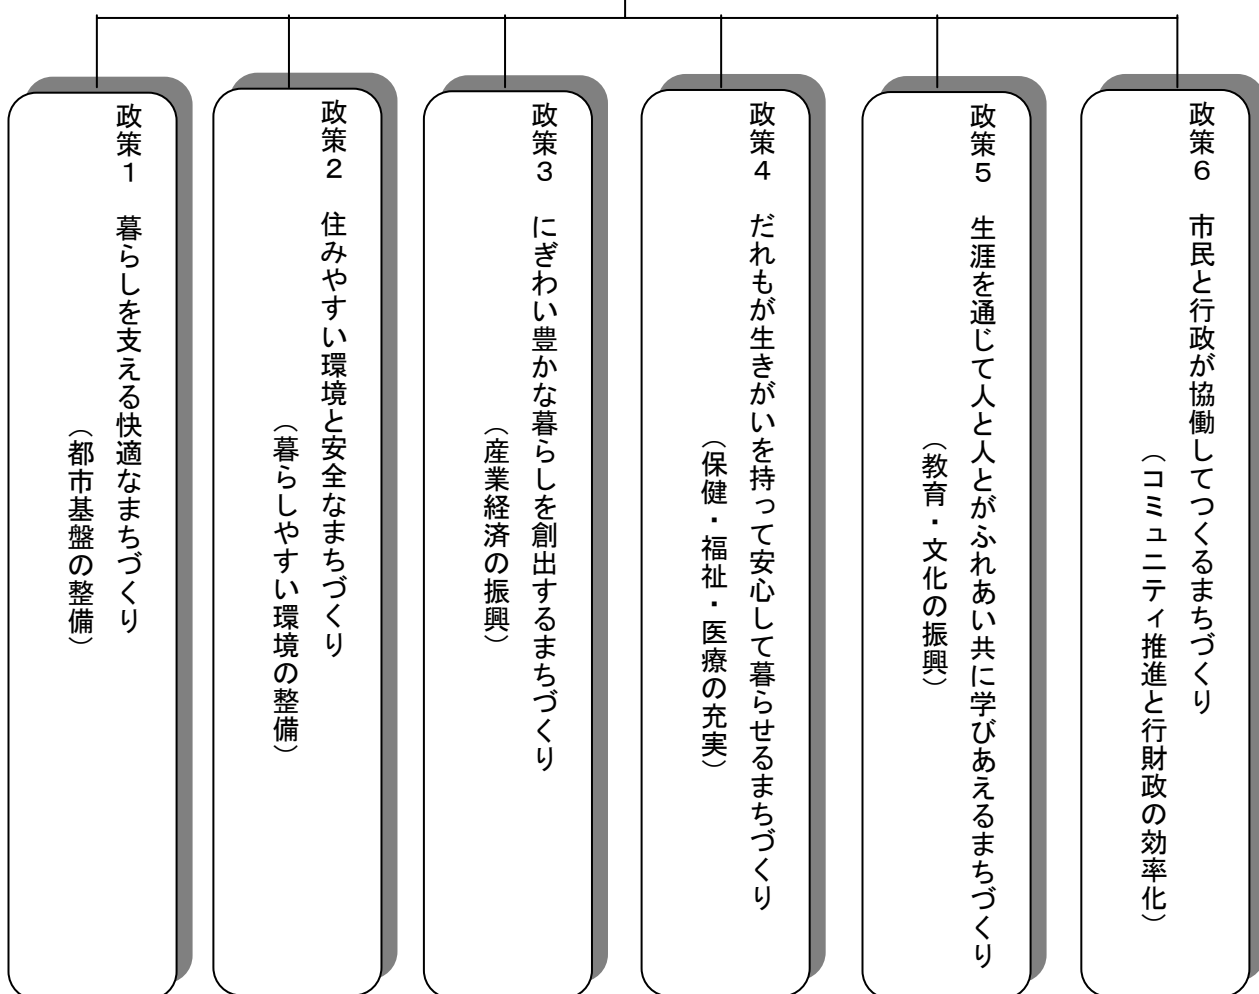 政策１　暮らしを支える快適なまちづくり
（都市基盤の整備）
政策２　住みやすい環境と安全なまちづくり
（暮らしやすい環境の整備）
政策３　にぎわい豊かな暮らしを創出するまちづくり
（産業経済の振興）
政策４　だれもが生きがいを持って安心して暮らせるまちづくり
（保健・福祉・医療の充実）
政策５　生涯を通じて人と人とがふれあい共に学びあえるまちづくり
（教育・文化の振興）
政策６　市民と行政が協働してつくるまちづくり
（コミュニティ推進と行財政の効率化）